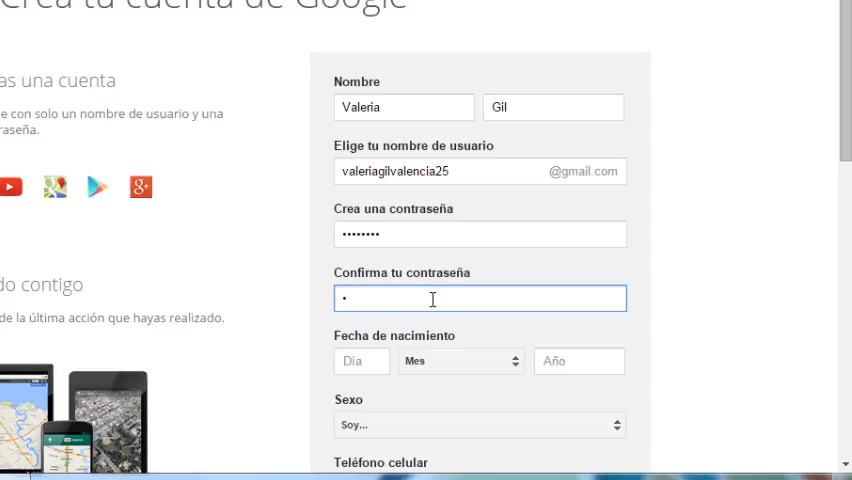 Crea tu cuenta de Google
as una cuenta
e con solo un nombre de usuario y una
raseña.
do contigo
de la última acción que hayas realizado.
Nombre
Valeria Gil
Elige tu nombre de usuario
valeriagilvalencia25 @gmail.com
Crea una contraseña
••••••••
Confirma tu contraseña
•
Fecha de nacimiento
Día Mes Año
Sexo
Soy...
Teléfono celular